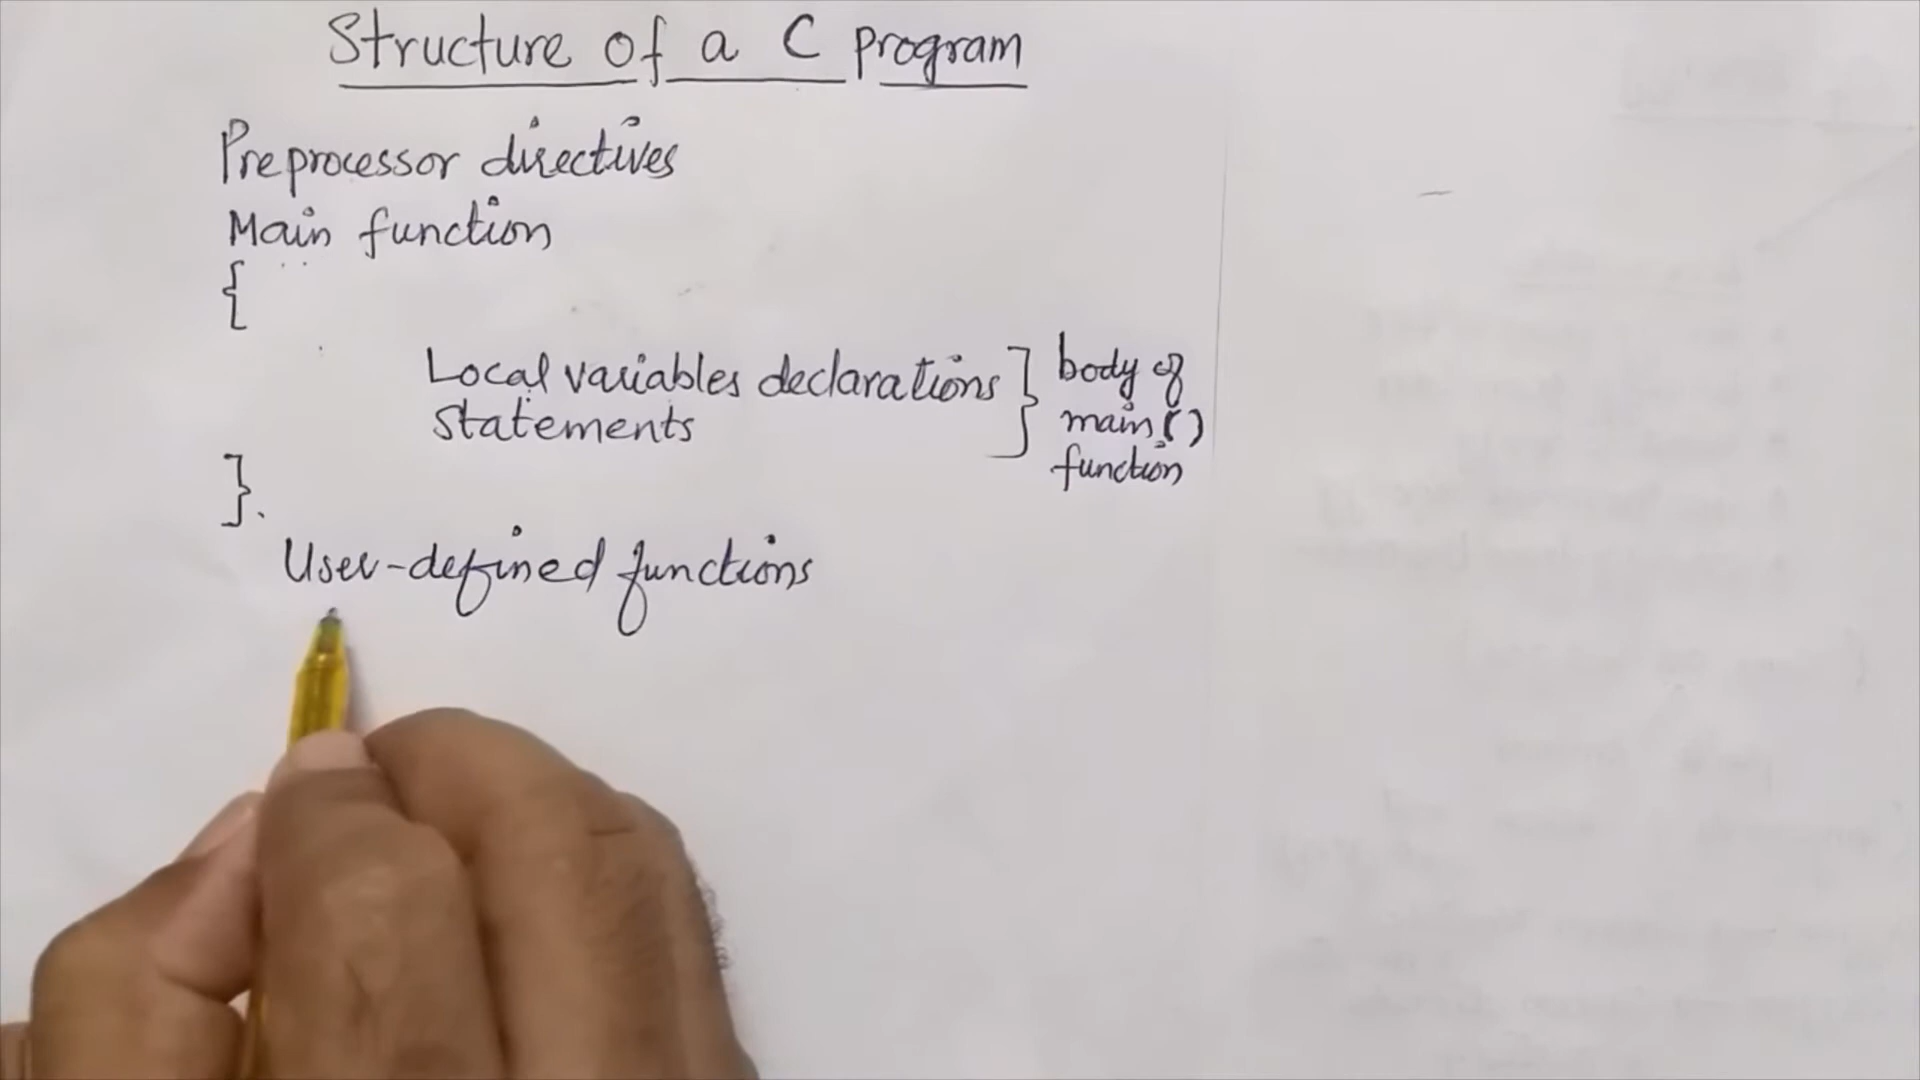 Structure of a C program
Preprocessor directives
Main function
{
Local variables declarations } body of
statements main()
function
}.
User-defined functions